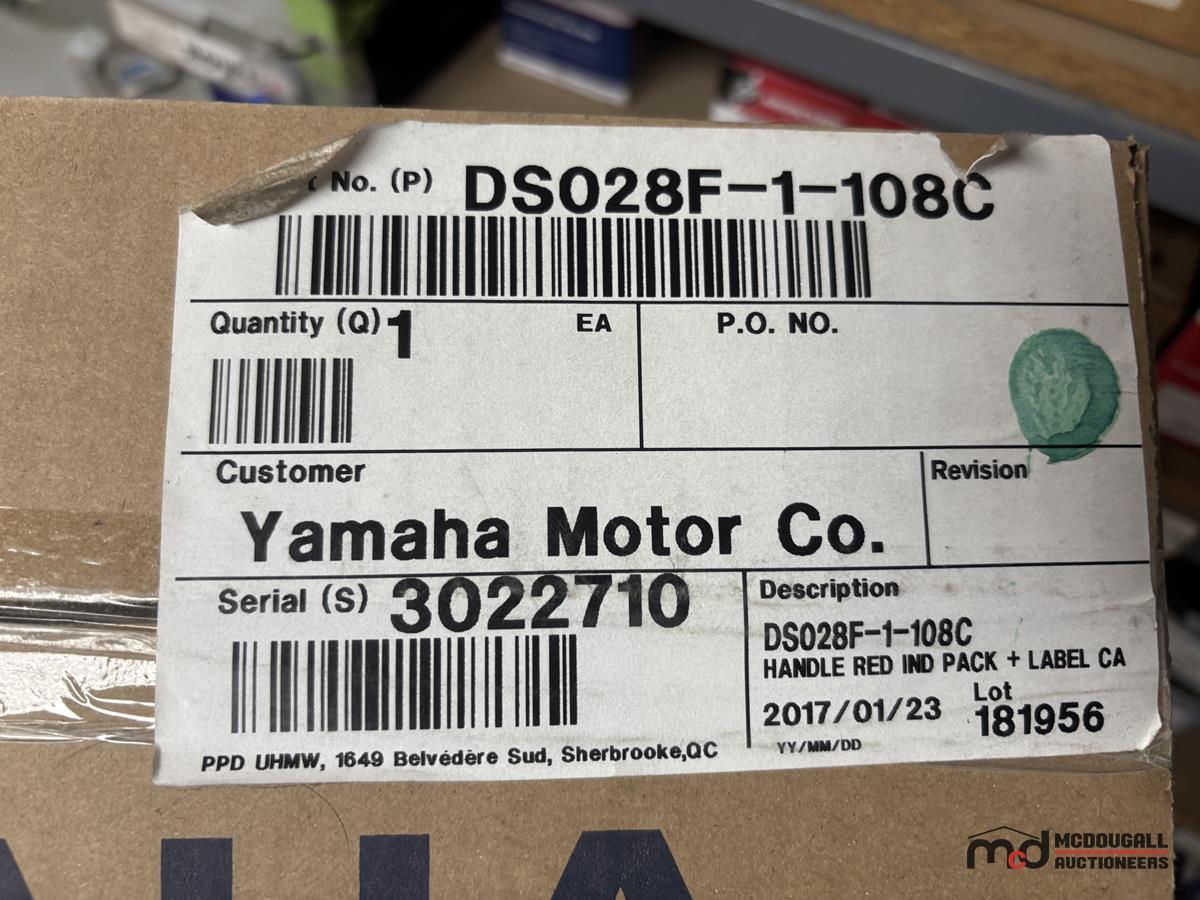 No. (P) DS028F-1-108C
Quantity (Q) 1 EA P.O. NO.
Customer
Revision
Yamaha Motor Co.
Serial (S) 3022710
Description
DS028F-1-108C
HANDLE RED IND PACK + LABEL CA
2017/01/23 Lot 181956
YY/MM/DD
PPD UHMW, 1649 Belvédère Sud, Sherbrooke,QC
mcd MCDOUGALL
AUCTIONEERS